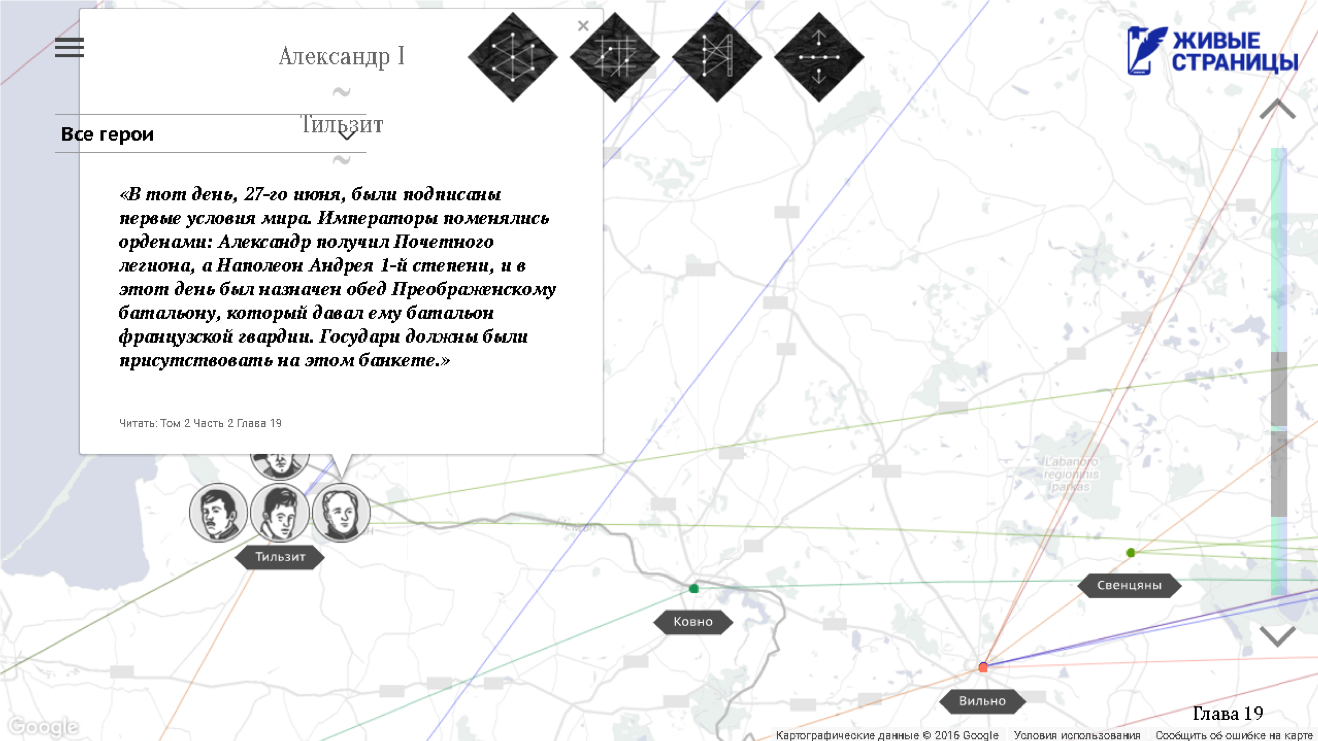 Александр I
~
Тильзит
~
Все герои
«В тот день, 27-го июня, были подписаны
первые условия мира. Императоры поменялись
орденами: Александр получил Почетного
легиона, а Наполеон Андрея 1-й степени, и в
этот день был назначен обед Преображенскому
батальону, который давал ему батальон
французской гвардии. Государи должны были
присутствовать на этом банкете.»
Читать: Том 2 Часть 2 Глава 19
ЖИВЫЕ
СТРАНИЦЫ
Labanoro
regioninis
parkas
Тильзит
Ковно
Свенцяны
Вильно
Глава 19
Google
Картографические данные © 2016 Google
Условия использования
Сообщить об ошибке на карте